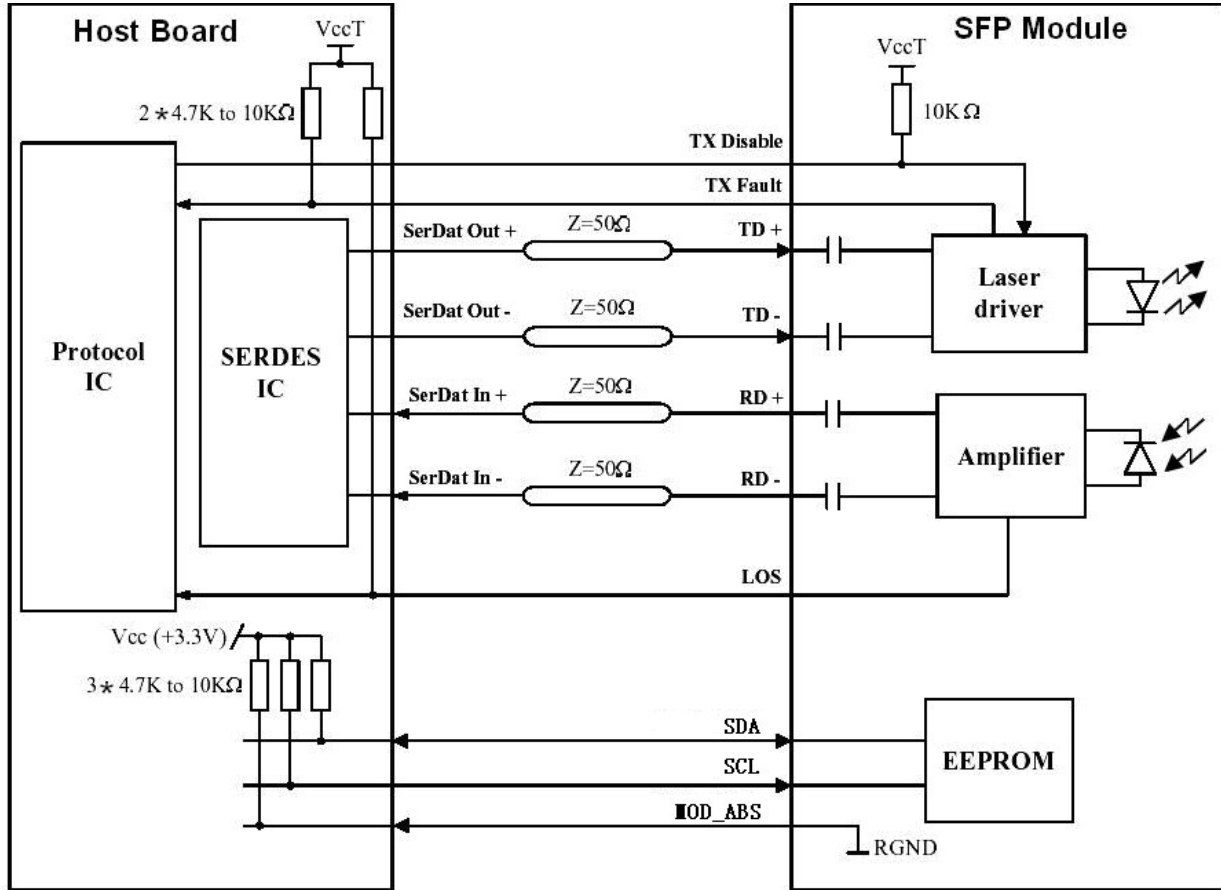 Host Board
SFP Module
VccT
VccT
2*4.7K to 10KΩ
10KΩ
TX Disable
TX Fault
SerDat Out +
Z=50Ω
TD +
Laser
driver
SerDat Out -
Z=50Ω
TD -
Protocol
IC
SERDES
IC
SerDat In +
Z=50Ω
RD +
Amplifier
SerDat In -
Z=50Ω
RD -
LOS
Vcc (+3.3V)
3*4.7K to 10KΩ
SDA
EEPROM
SCL
MOD_ABS
RGND